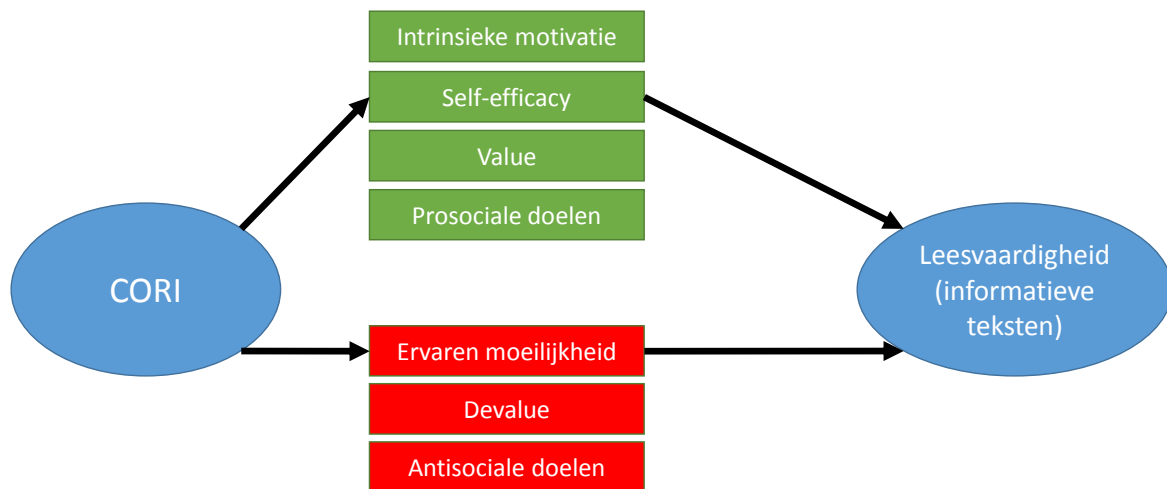 Intrinsieke motivatie
Self-efficacy
Value
Prosociale doelen
CORI
Leesvaardigheid
(informatieve
teksten)
Ervaren moeilijkheid
Devalue
Antisociale doelen